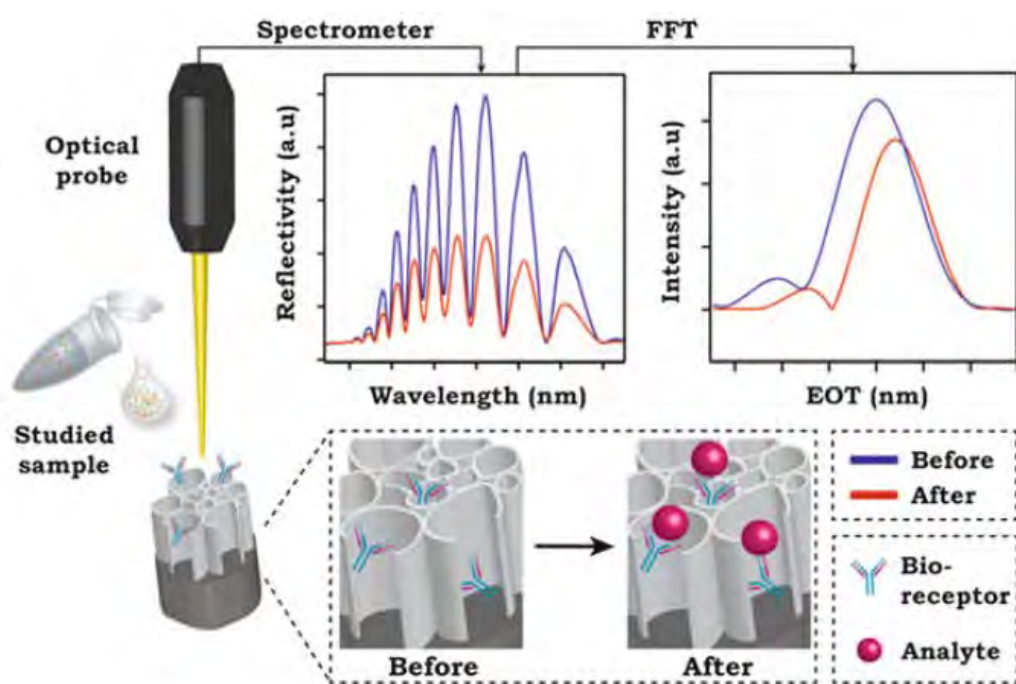 Spectrometer
FFT
Optical
probe
Reflectivity (a.u)
Wavelength (nm)
Intensity (a.u)
EOT (nm)
Studied
sample
Before
After
Before
After
Bio-
receptor
Analyte